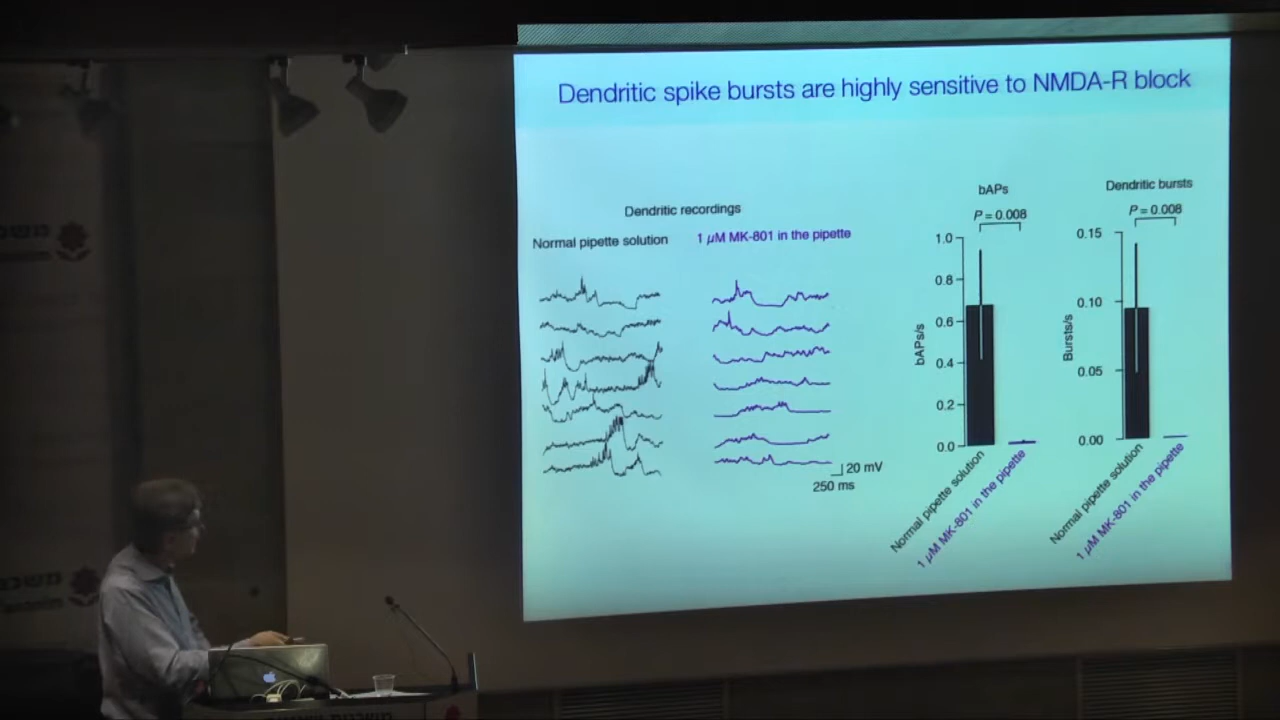 Dendritic spike bursts are highly sensitive to NMDA-R block
Dendritic recordings
Normal pipette solution
1 µM MK-801 in the pipette
20 mV
250 ms
bAPs
P = 0.008
1.0
0.8
0.6
0.4
0.2
0.0
bAPs/s
Normal pipette solution
1 µM MK-801 in the pipette
Dendritic bursts
P = 0.008
0.15
0.10
0.05
0.00
Bursts/s
Normal pipette solution
1 µM MK-801 in the pipette